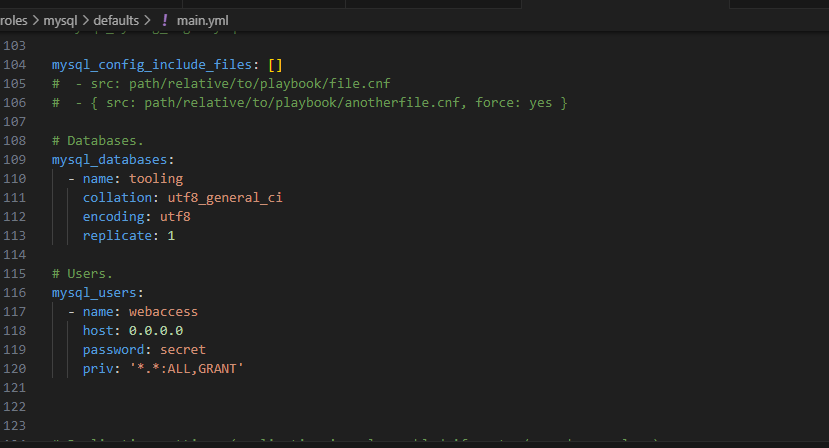 roles > mysql > defaults > ! main.yml
103
104 mysql_config_include_files: []
105 #  - src: path/relative/to/playbook/file.cnf
106 #  - { src: path/relative/to/playbook/anotherfile.cnf, force: yes }
107
108 # Databases.
109 mysql_databases:
110   - name: tooling
111     collation: utf8_general_ci
112     encoding: utf8
113     replicate: 1
114
115 # Users.
116 mysql_users:
117   - name: webaccess
118     host: 0.0.0.0
119     password: secret
120     priv: '*.*:ALL,GRANT'
121
122
123